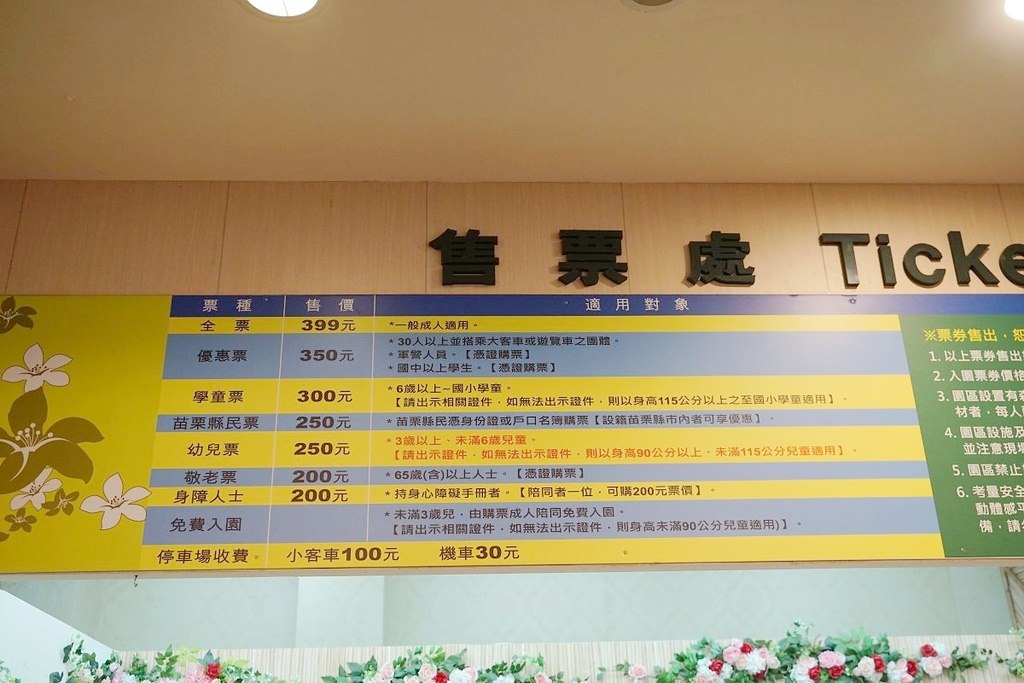 售票處 Ticke
票種 售價 適用對象
全票 399元 *一般成人適用。
優惠票 350元 *30人以上並搭乘大客車或遊覽車之團體。
*軍警人員。【憑證購票】
*國中以上學生。【憑證購票】
學童票 300元 *6歲以上~國小學童。
【請出示相關證件，如無法出示證件，則以身高115公分以上之至國小學童適用】。
苗栗縣民票 250元 *苗栗縣民憑身份證或戶口名簿購票【設籍苗栗縣市內者可享優惠】。
幼兒票 250元 *3歲以上、未滿6歲兒童。
【請出示證件，如無法出示證件，則以身高90公分以上、未滿115公分兒童適用】。
敬老票 200元 *65歲(含)以上人士。【憑證購票】
身障人士 200元 *持身心障礙手冊者。【陪同者一位，可購200元票價】。
免費入園 *未滿3歲兒，由購票成人陪同免費入園。
【請出示相關證件，如無法出示證件，則身高未滿90公分兒童適用)】。
停車場收費。 小客車100元 機車30元
※票券售出，恕
1. 以上票券售出
2. 入園票券價格
3. 園區設置有
材者，每人
4. 園區設施及
並注意現場
5. 園區禁止
6. 考量安全
動體感平
備，請